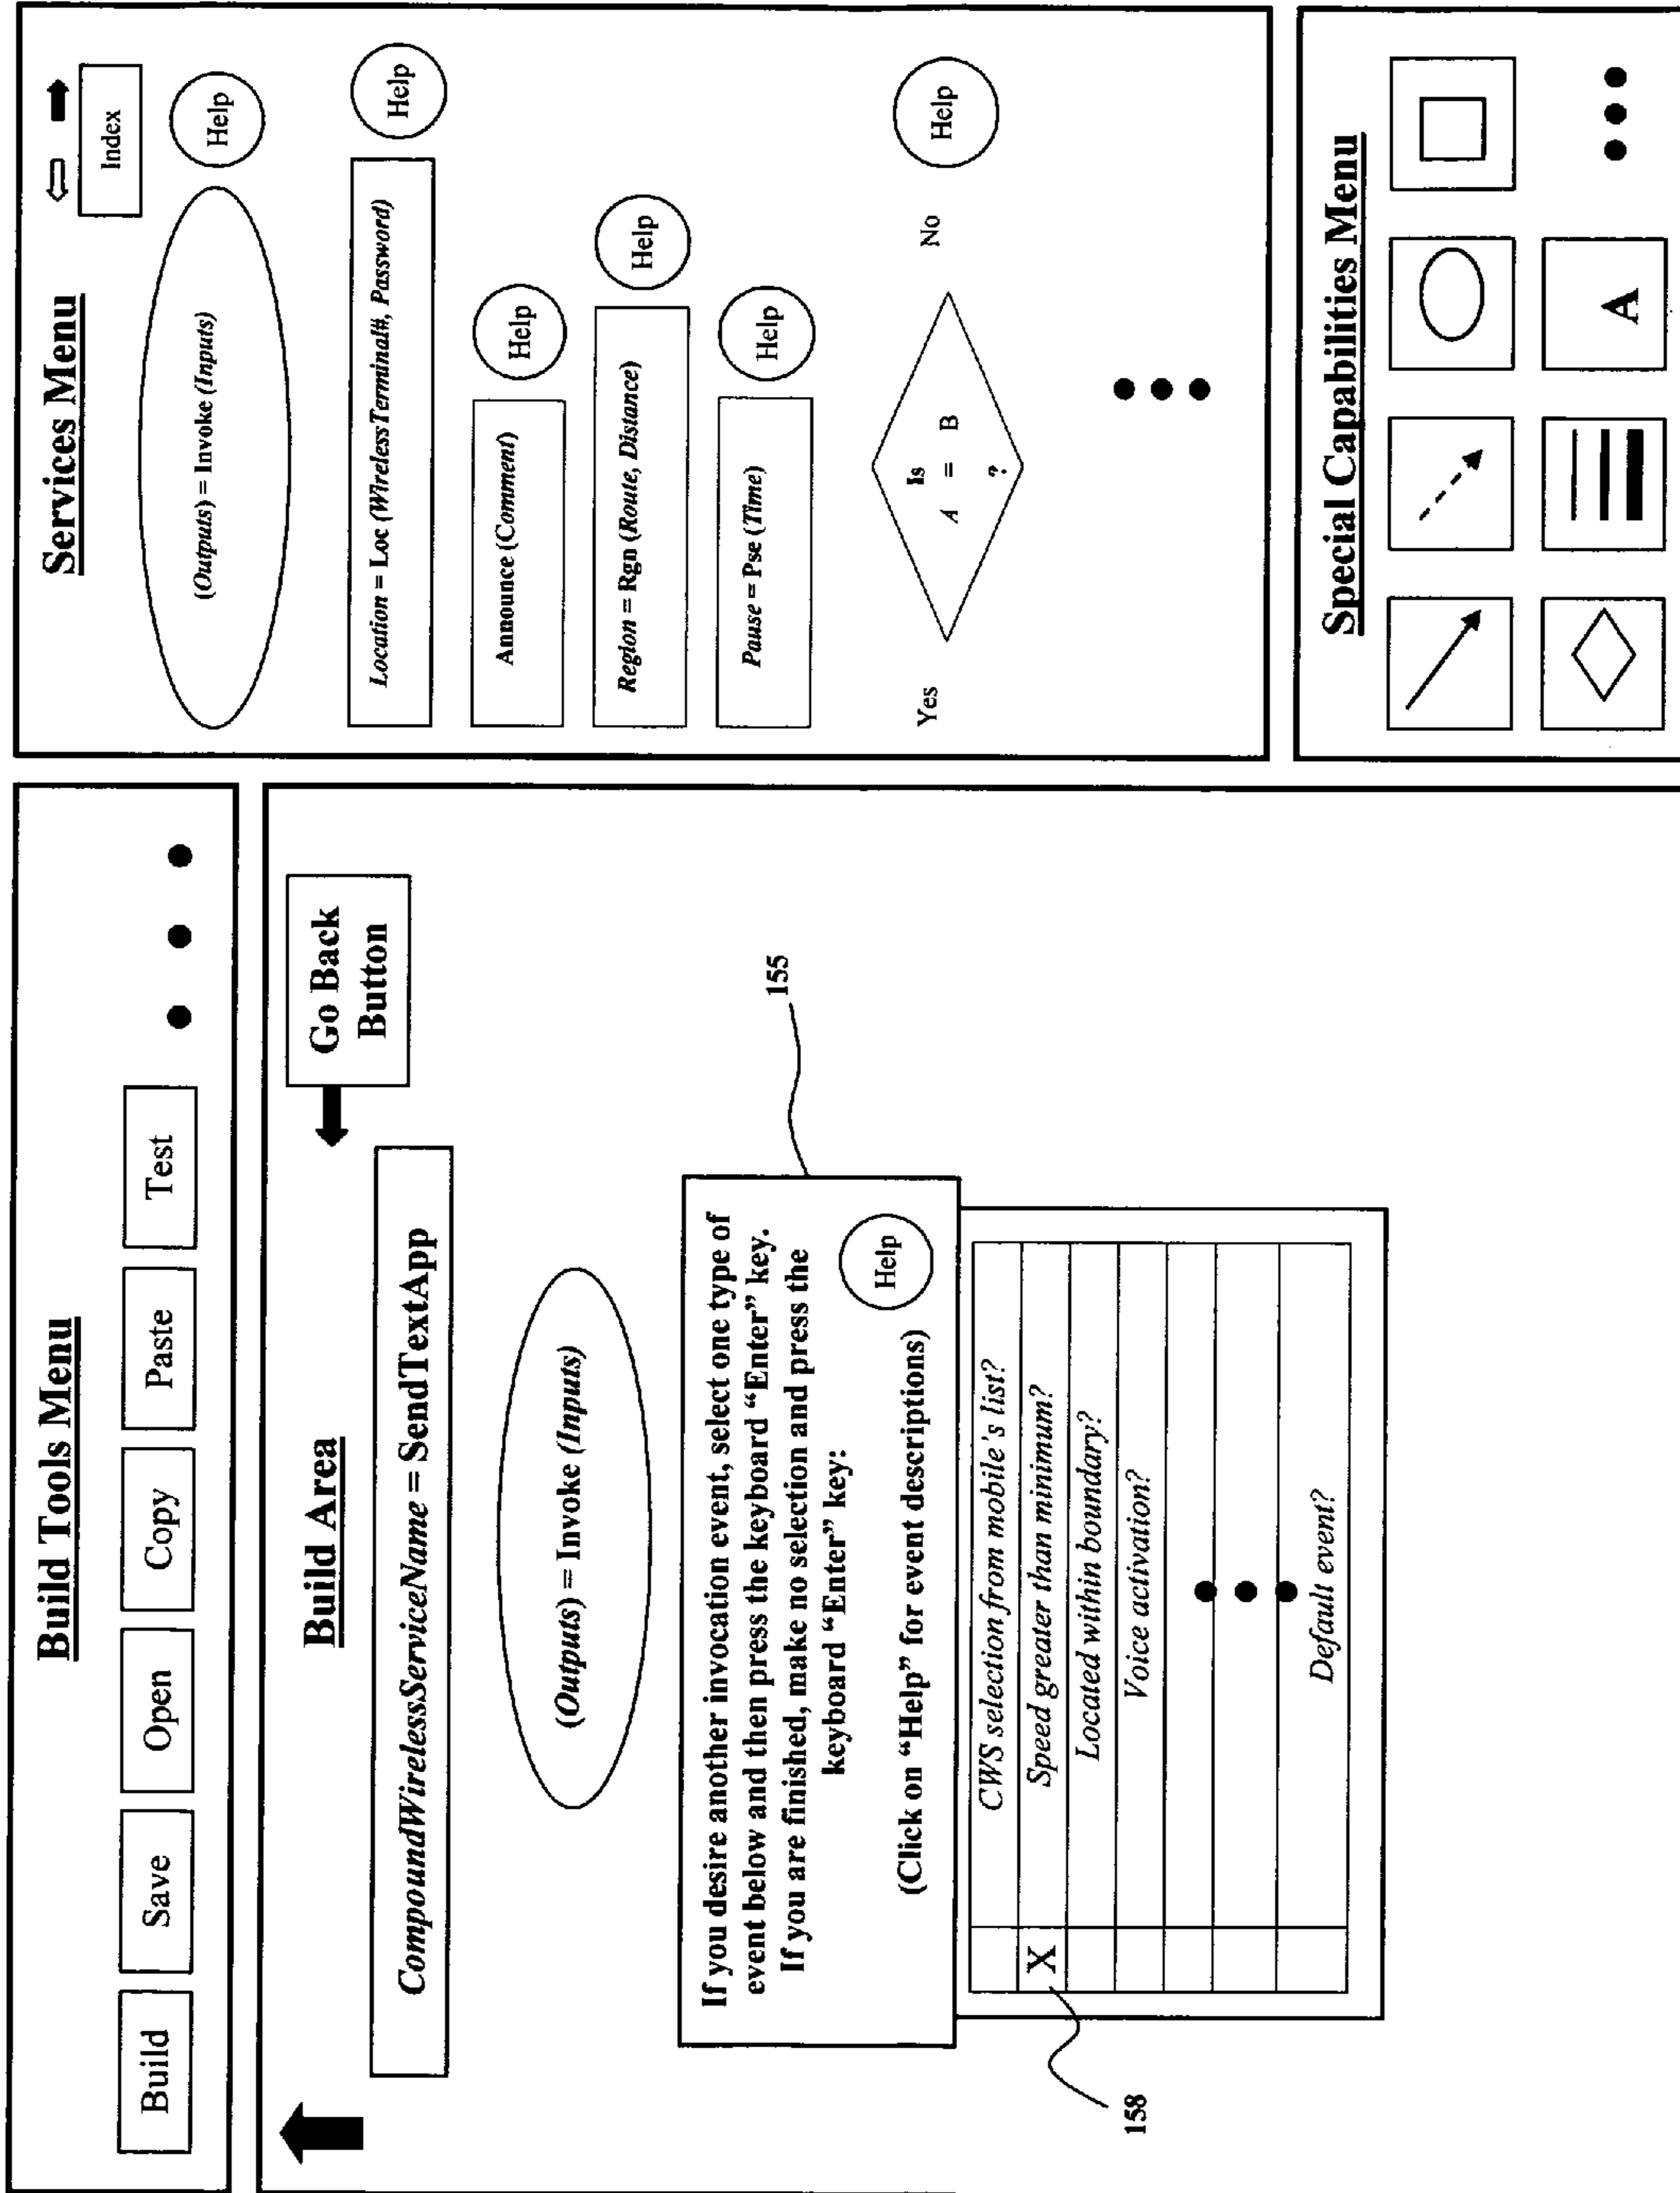 Build Tools Menu
Build
Save
Open
Copy
Paste
Test
Build Area
Go Back
Button
CompoundWirelessServiceName = SendTextApp
(Outputs) = Invoke (Inputs)
If you desire another invocation event, select one type of
event below and then press the keyboard “Enter” key.
If you are finished, make no selection and press the
keyboard “Enter” key:
(Click on “Help” for event descriptions)
Help
155
CWS selection from mobile's list?
X
Speed greater than minimum?
Located within boundary?
Voice activation?
Default event?
158
Services Menu
Index
(Outputs) = Invoke (Inputs)
Help
Location = Loc (WirelessTerminal#, Password)
Help
Announce (Comment)
Help
Region = Rgn (Route, Distance)
Help
Pause = Pse (Time)
Help
Yes
Is
A = B
?
No
Help
Special Capabilities Menu
A